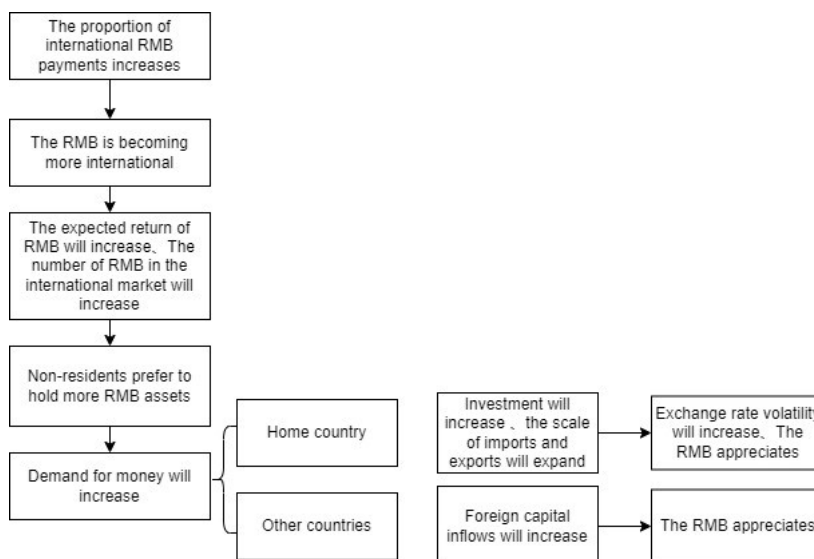 The proportion of
international RMB
payments increases
The RMB is becoming
more international
The expected return of
RMB will increase、The
number of RMB in the
international market will
increase
Non-residents prefer to
hold more RMB assets
Demand for money will
increase
Home country
Other countries
Investment will
increase 、the scale
of imports and
exports will expand
Exchange rate volatility
will increase、The
RMB appreciates
Foreign capital
inflows will increase
The RMB appreciates